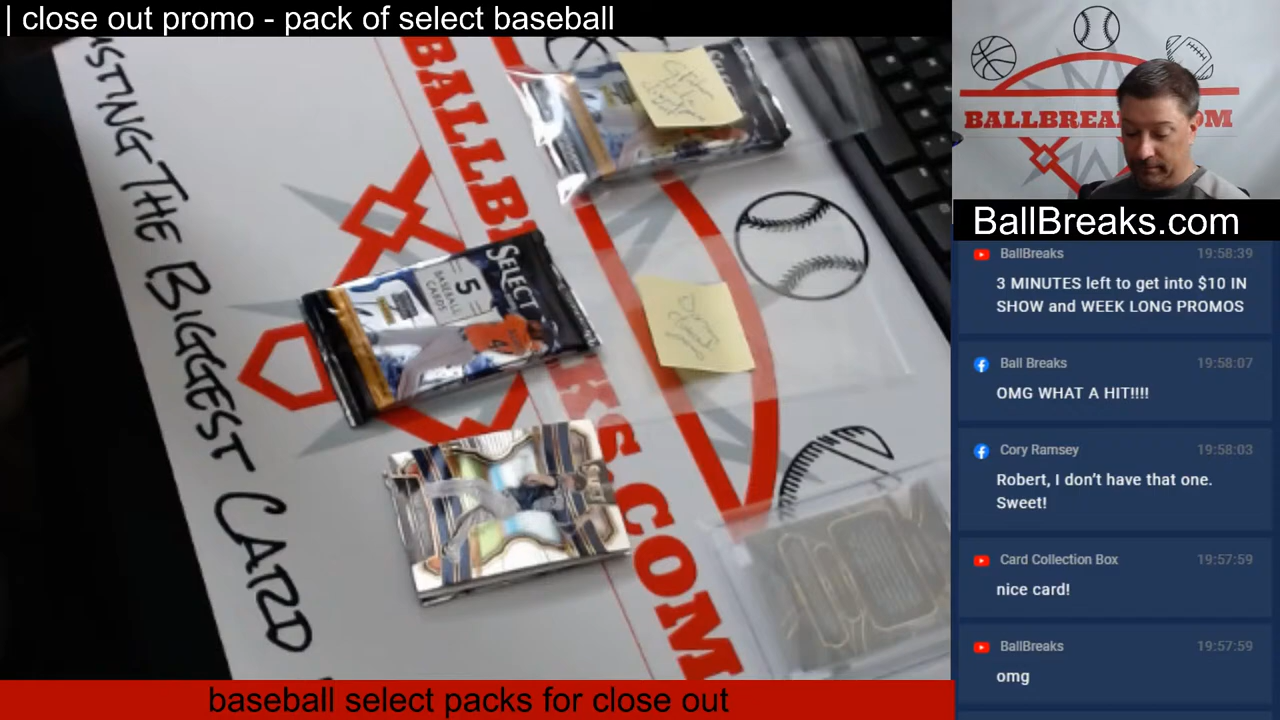 | close out promo - pack of select baseball
BALLBREAKS.COM
STING THE BIGGEST CARD
SELECT
5
BASEBALL
CARDS
SELECT
BALLBREA OM
BallBreaks.com
BallBreaks 19:58:39
3 MINUTES left to get into $10 IN
SHOW and WEEK LONG PROMOS
Ball Breaks 19:58:07
OMG WHAT A HIT!!!!
Cory Ramsey 19:58:03
Robert, I don't have that one.
Sweet!
Card Collection Box 19:57:59
nice card!
BallBreaks 19:57:59
omg
baseball select packs for close out